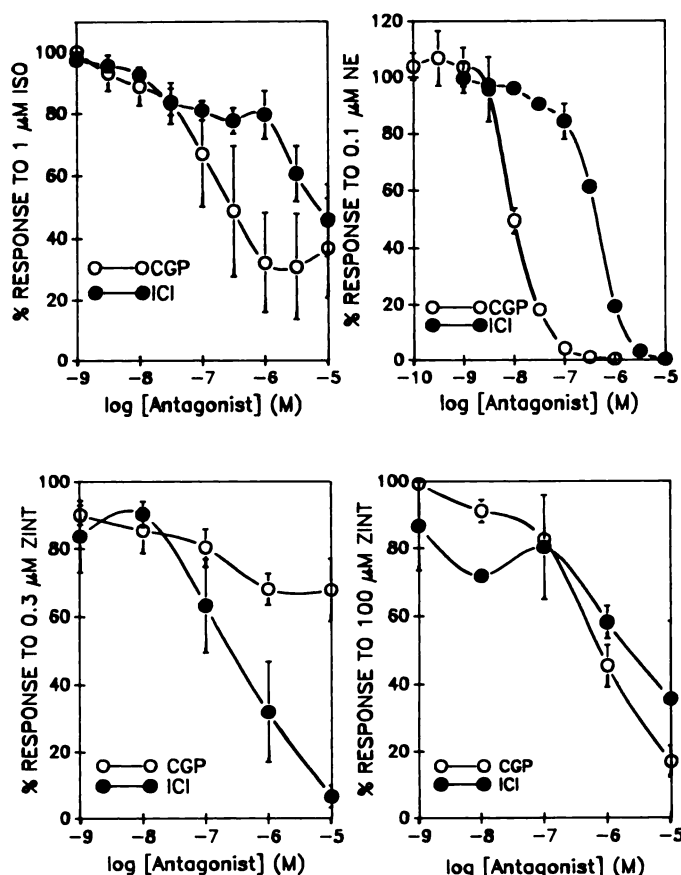 % RESPONSE TO 1 µM ISO
100
80
60
40
20
0
CGP
ICI
−9 −8 −7 −6 −5
log [Antagonist] (M)
% RESPONSE TO 0.1 µM NE
120
100
80
60
40
20
0
CGP
ICI
−10 −9 −8 −7 −6 −5
log [Antagonist] (M)
% RESPONSE TO 0.3 µM ZINT
100
80
60
40
20
0
CGP
ICI
−9 −8 −7 −6 −5
log [Antagonist] (M)
% RESPONSE TO 100 µM ZINT
100
80
60
40
20
0
CGP
ICI
−9 −8 −7 −6 −5
log [Antagonist] (M)